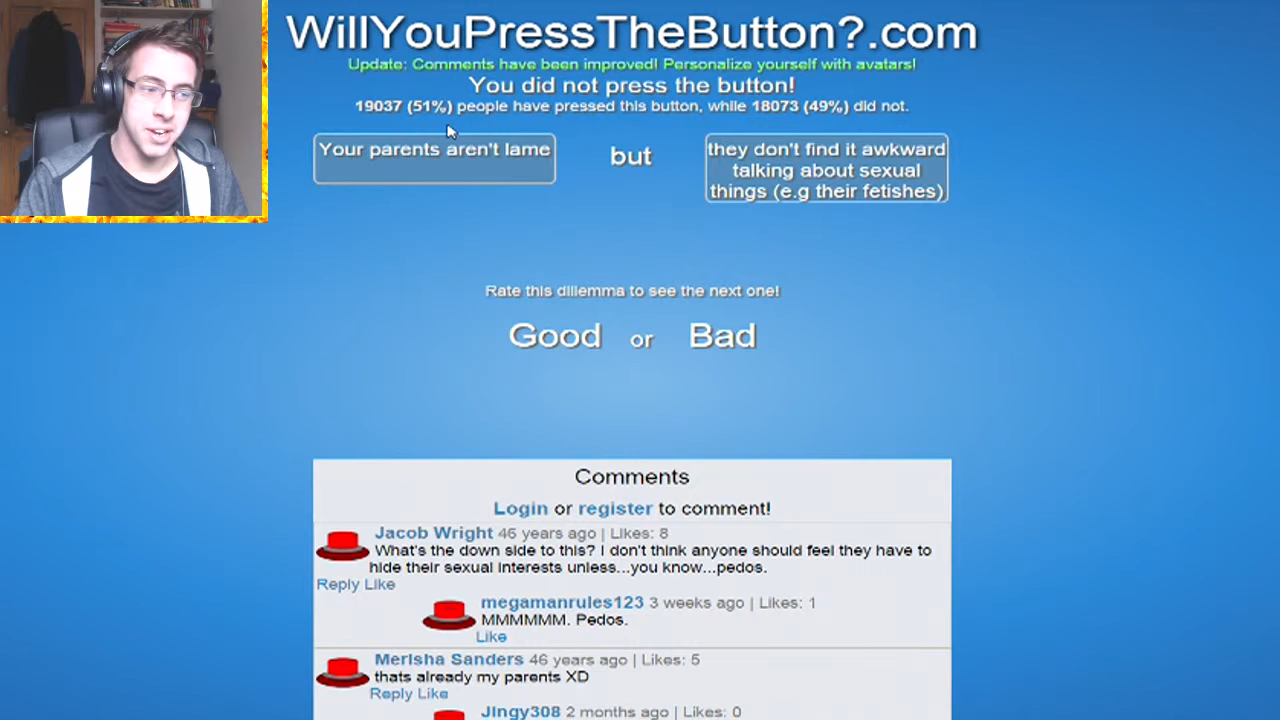 WillYouPressTheButton?.com
Update: Comments have been improved! Personalize yourself with avatars!
You did not press the button!
19037 (51%) people have pressed this button, while 18073 (49%) did not.
Your parents aren't lame
but
they don't find it awkward
talking about sexual
things (e.g their fetishes)
Rate this dilemma to see the next one!
Good or Bad
Comments
Login or register to comment!
Jacob Wright 46 years ago | Likes: 8
What's the down side to this? I don't think anyone should feel they have to
hide their sexual interests unless...you know...pedos.
Reply Like
megamanrules123 3 weeks ago | Likes: 1
MMMMMM. Pedos.
Like
Merisha Sanders 46 years ago | Likes: 5
thats already my parents XD
Reply Like
Jingy308 2 months ago | Likes: 0